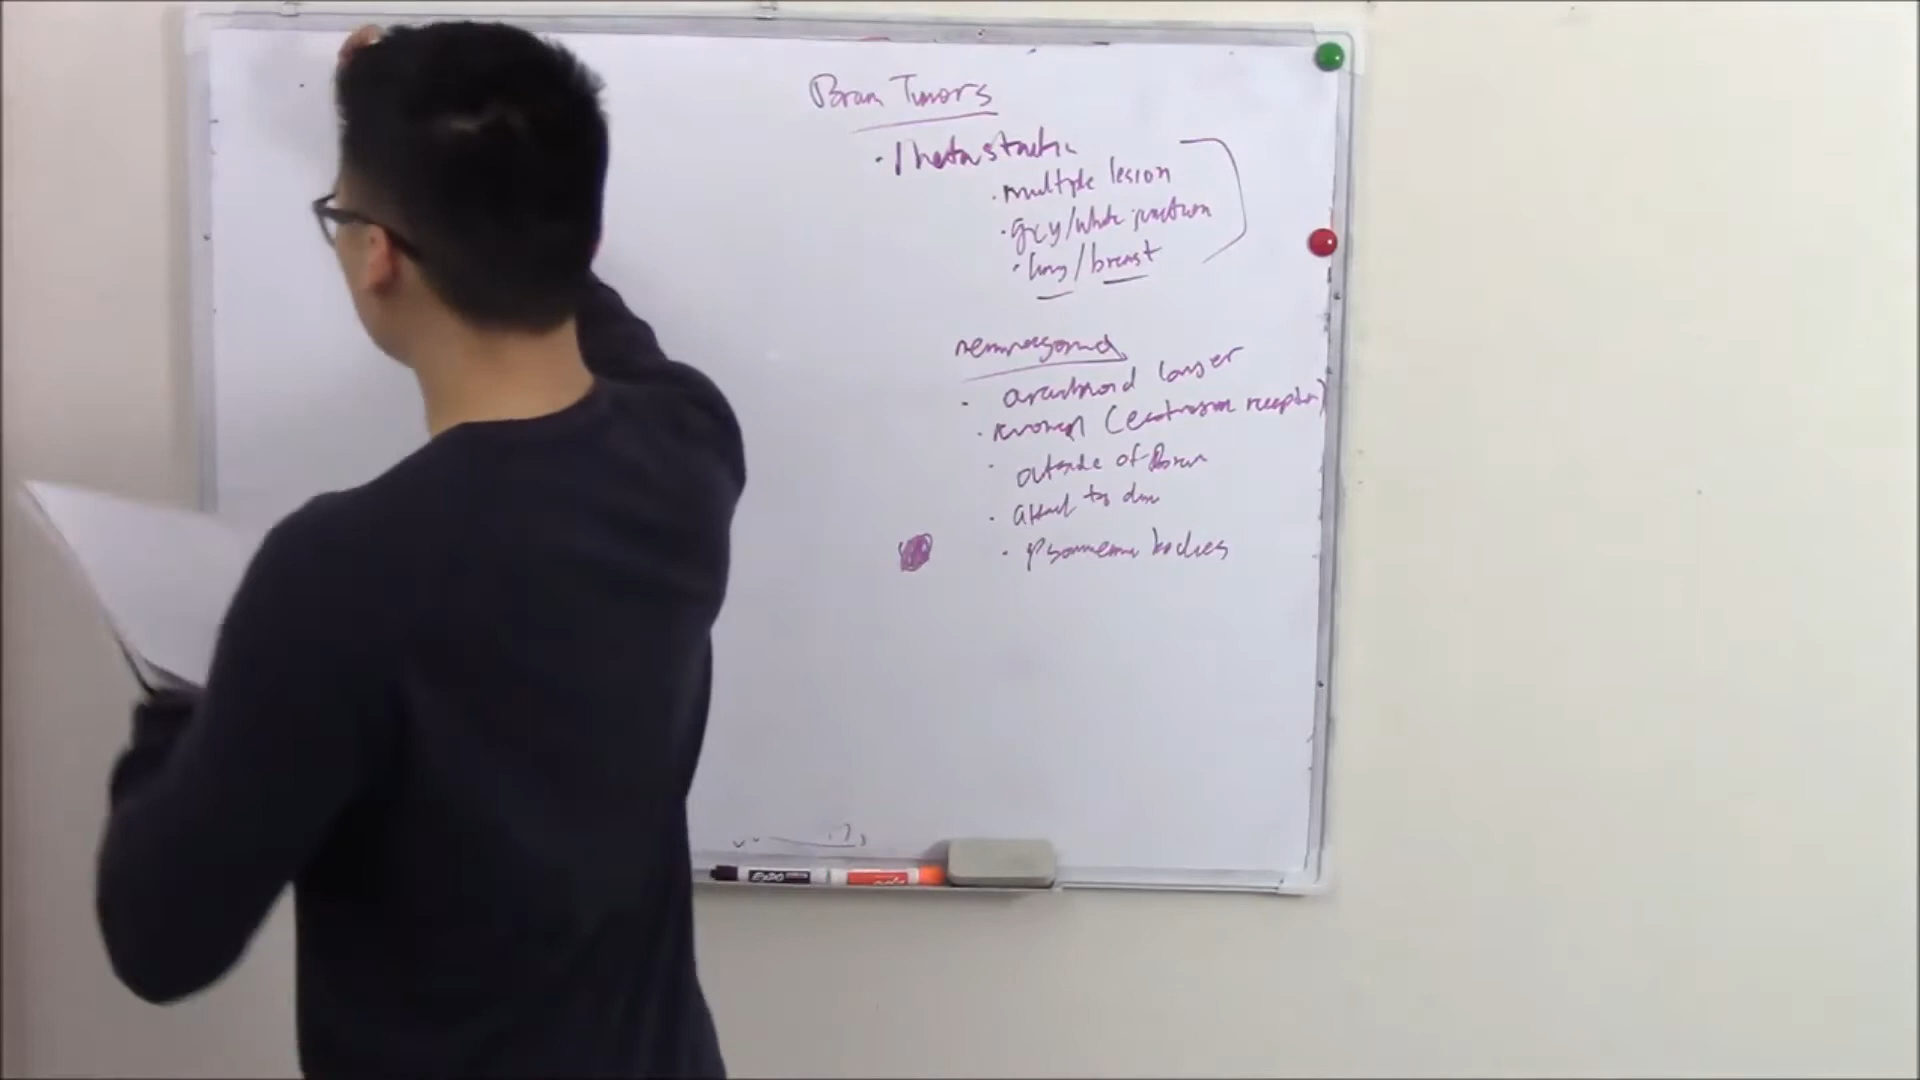 Brain Tumors
• Metastatic
• multiple lesion
• grey/white junction
• lung/breast
meningioma
• arachnoid layer
• women (estrogen receptor)
• outside of Brain
• attach to dura
• psammoma bodies
EXPO